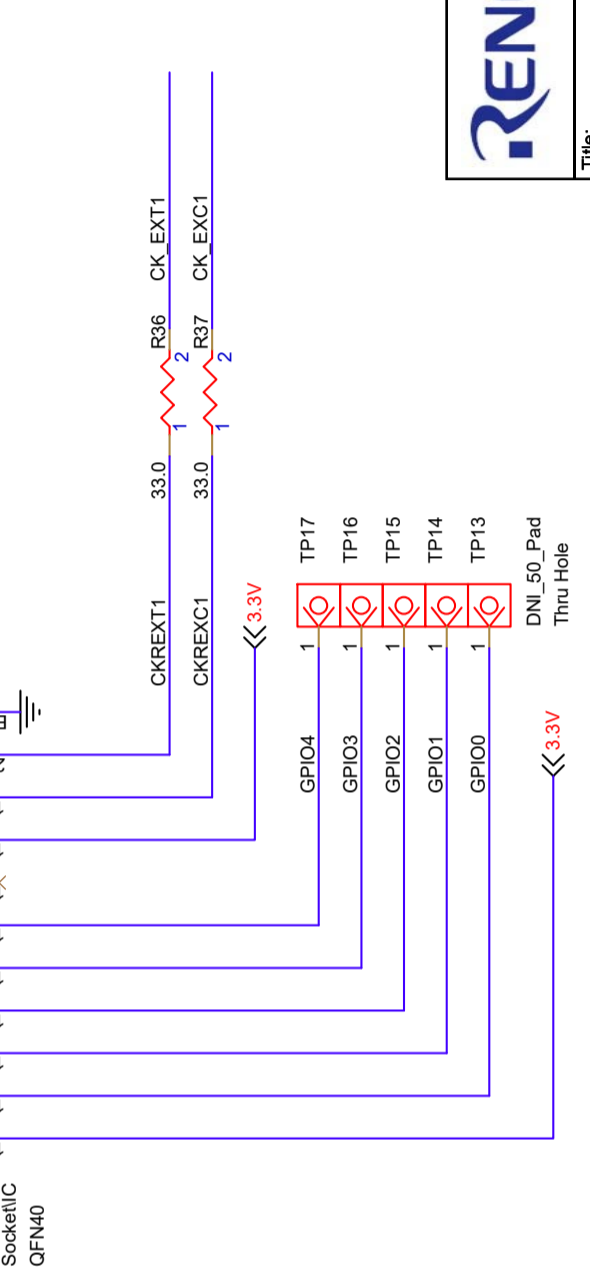 R36 CK_EXT1
2
1
33.0
CKREXT1
R37 CK_EXC1
2
1
33.0
CKREXC1
3.3V
GPIO4 1 TP17
GPIO3 1 TP16
GPIO2 1 TP15
GPIO1 1 TP14
GPIO0 1 TP13
DNI_50_Pad
Thru Hole
3.3V
Socket\IC
QFN40
Title: